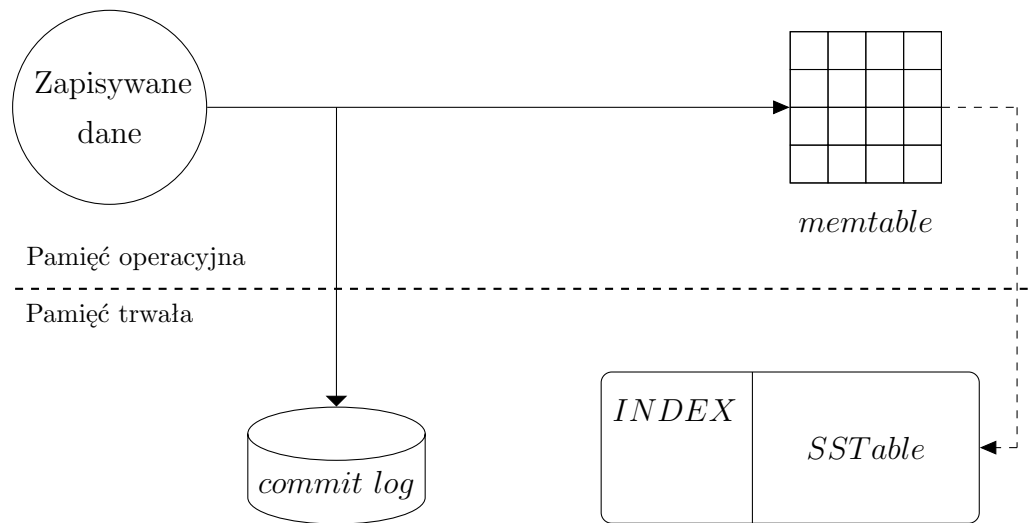 Zapisywane
dane
memtable
Pamięć operacyjna
Pamięć trwała
INDEX
SSTable
commit log